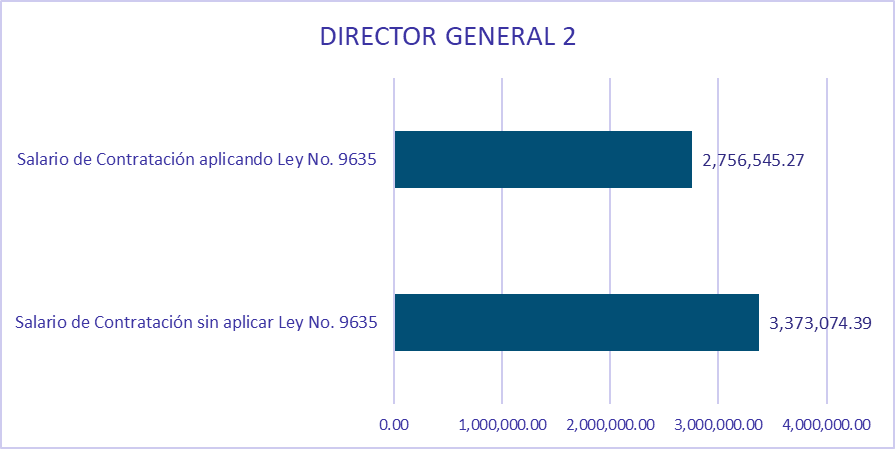 DIRECTOR GENERAL 2
Salario de Contratación aplicando Ley No. 9635
2,756,545.27
Salario de Contratación sin aplicar Ley No. 9635
3,373,074.39
0.00 1,000,000.00 2,000,000.00 3,000,000.00 4,000,000.00